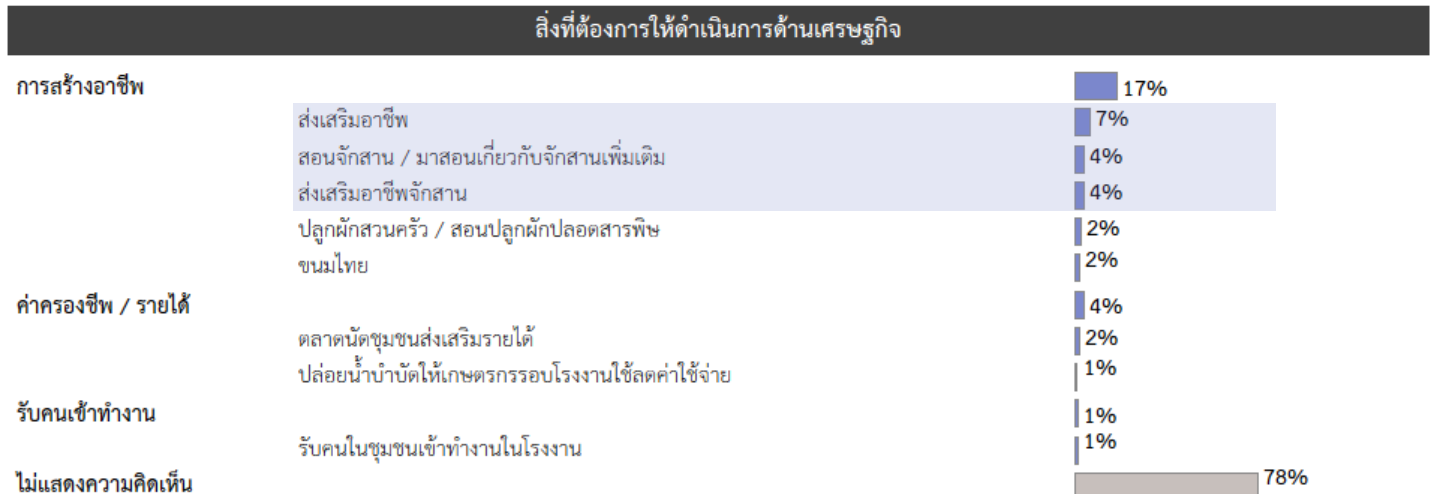 สิ่งที่ต้องการให้ดำเนินการด้านเศรษฐกิจ
การสร้างอาชีพ 17%
ส่งเสริมอาชีพ 7%
สอนจักสาน / มาสอนเกี่ยวกับจักสานเพิ่มเติม 4%
ส่งเสริมอาชีพจักสาน 4%
ปลูกผักสวนครัว / สอนปลูกผักปลอดสารพิษ 2%
ขนมไทย 2%
ค่าครองชีพ / รายได้ 4%
ตลาดนัดชุมชนส่งเสริมรายได้ 2%
ปล่อยน้ำบำบัดให้เกษตรกรรอบโรงงานใช้ลดค่าใช้จ่าย 1%
รับคนเข้าทำงาน 1%
รับคนในชุมชนเข้าทำงานในโรงงาน 1%
ไม่แสดงความคิดเห็น 78%